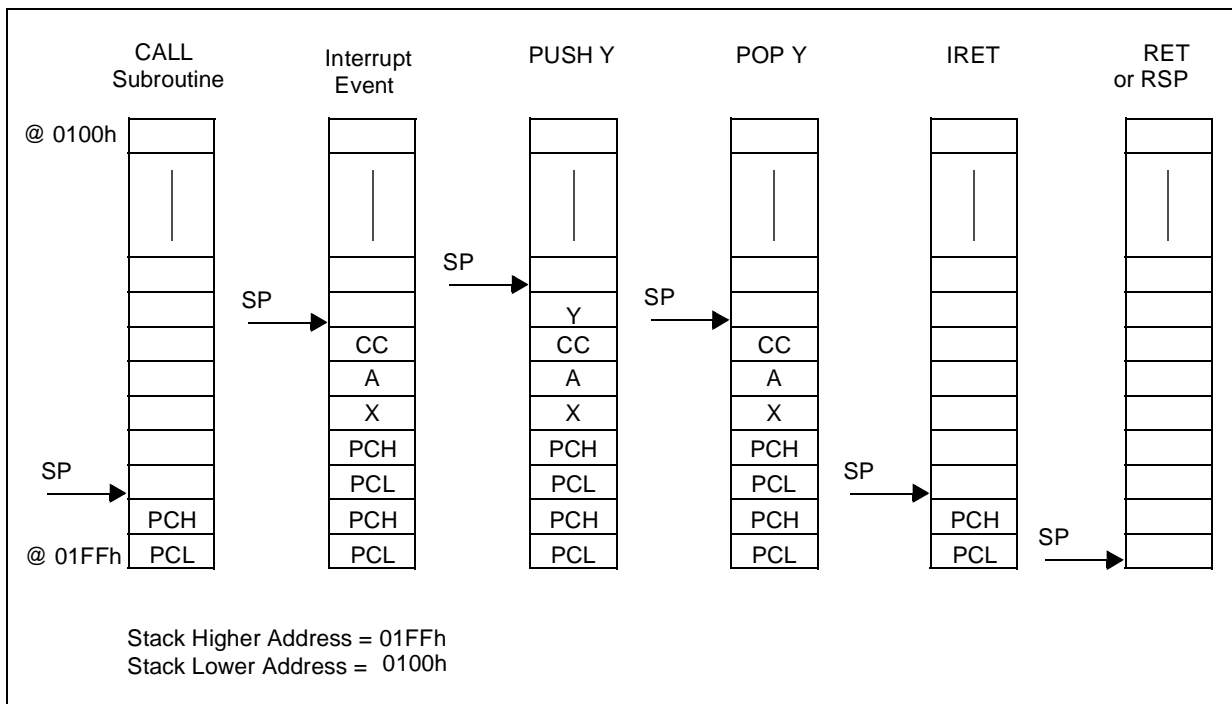 CALL
Subroutine
Interrupt
Event
PUSH Y
POP Y
IRET
RET
or RSP
@ 0100h
SP
SP
SP
Y
CC
CC
CC
A
A
A
X
X
X
PCH
PCH
PCH
SP
SP
PCL
PCL
PCL
PCH
PCH
PCH
PCH
PCH
SP
@ 01FFh
PCL
PCL
PCL
PCL
PCL
Stack Higher Address = 01FFh
Stack Lower Address = 0100h